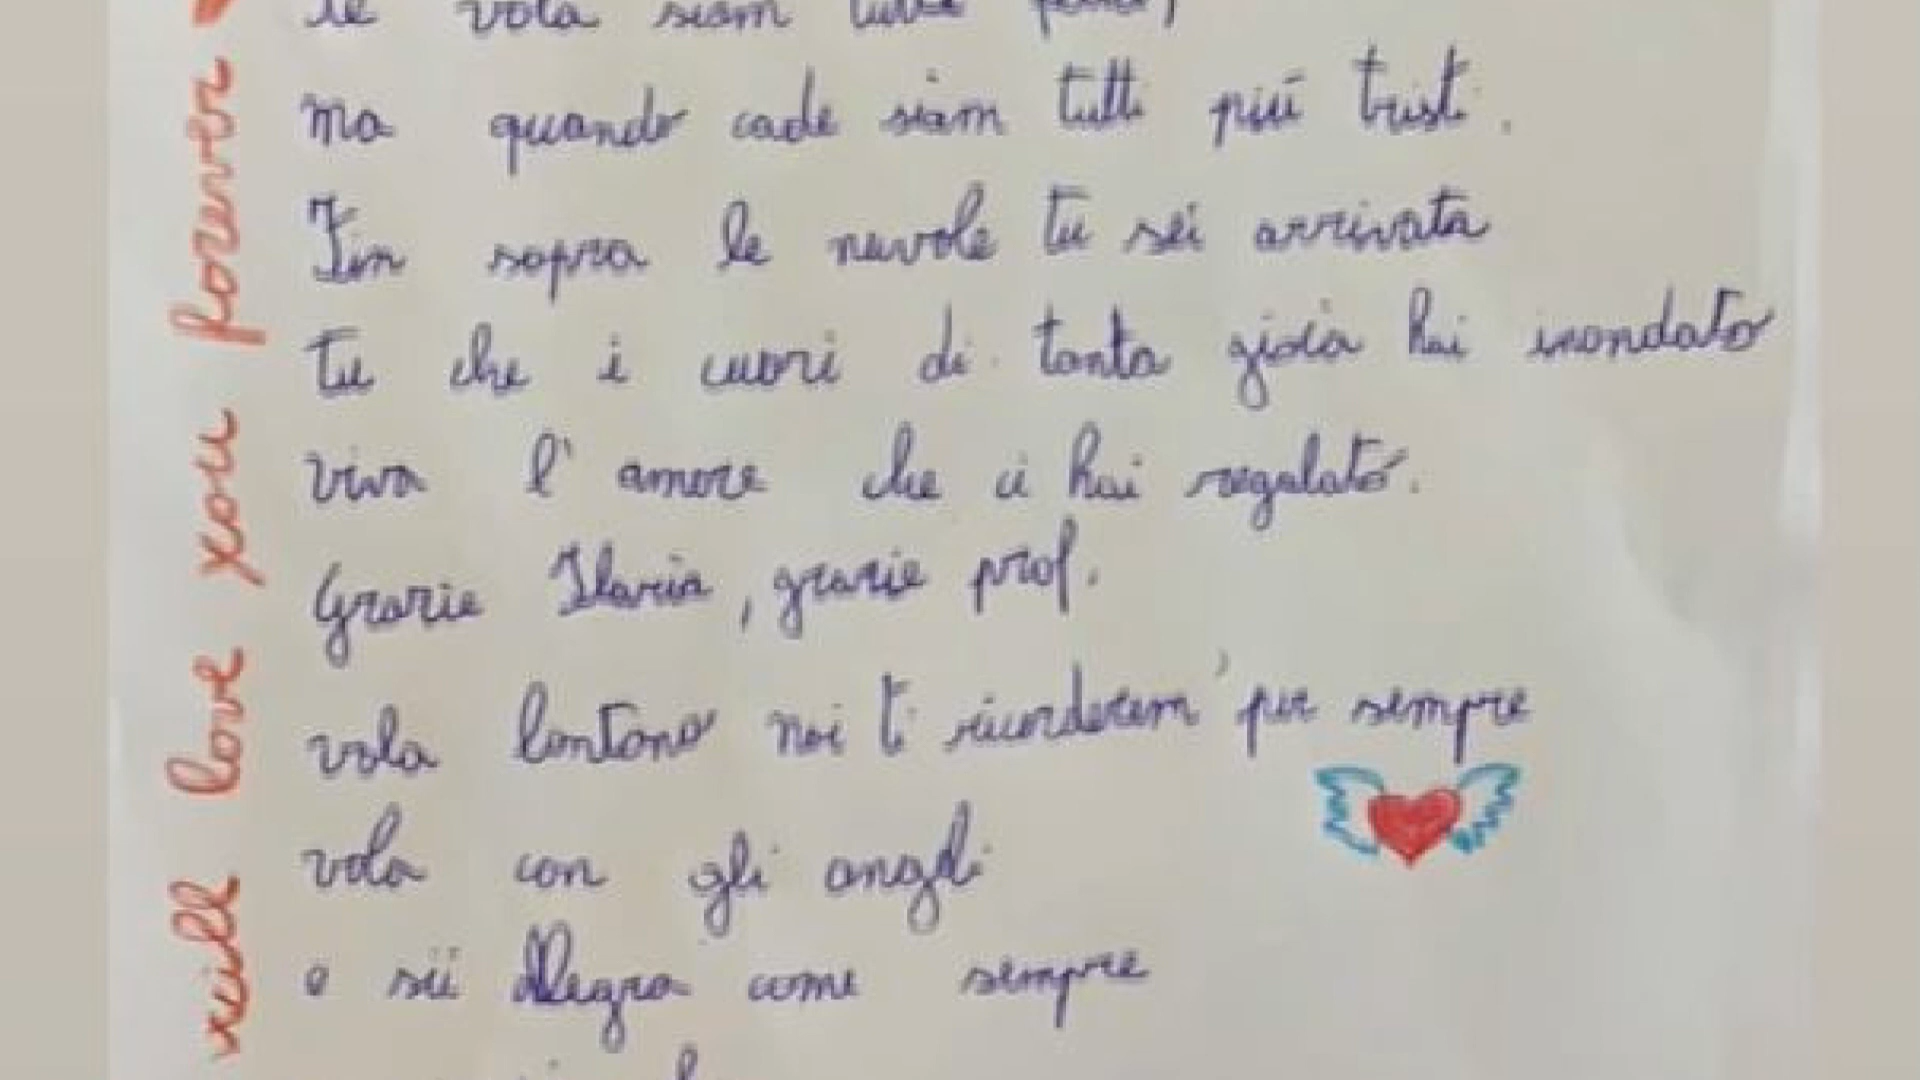 ma quando cade siam tutti piú tristi.
Fin sopra le nuvole tu sei arrivata
tu che i cuori di tanta gioia hai inondato
viva l' amore che ci hai regalato.
Grazie Ilaria, grazie prof.
vola lontano noi ti ricorderem' per sempre
vola con gli angeli
e sii Allegra come sempre
will love you forever